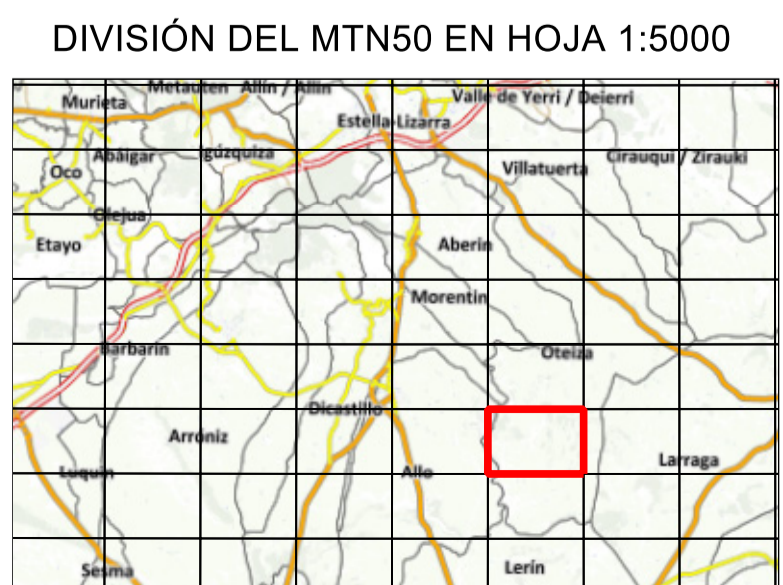 DIVISIÓN DEL MTN50 EN HOJA 1:5000
Metauten
Allín / Allin
Murieta
Valle de Yerri / Deierri
Estella-Lizarra
Abáigar
Igúzquiza
Cirauqui / Zirauki
Oco
Villatuerta
Olejua
Etayo
Aberin
Morentin
Barbarin
Oteiza
Dicastillo
Arróniz
Larraga
Luquin
Allo
Lerín
Sesma